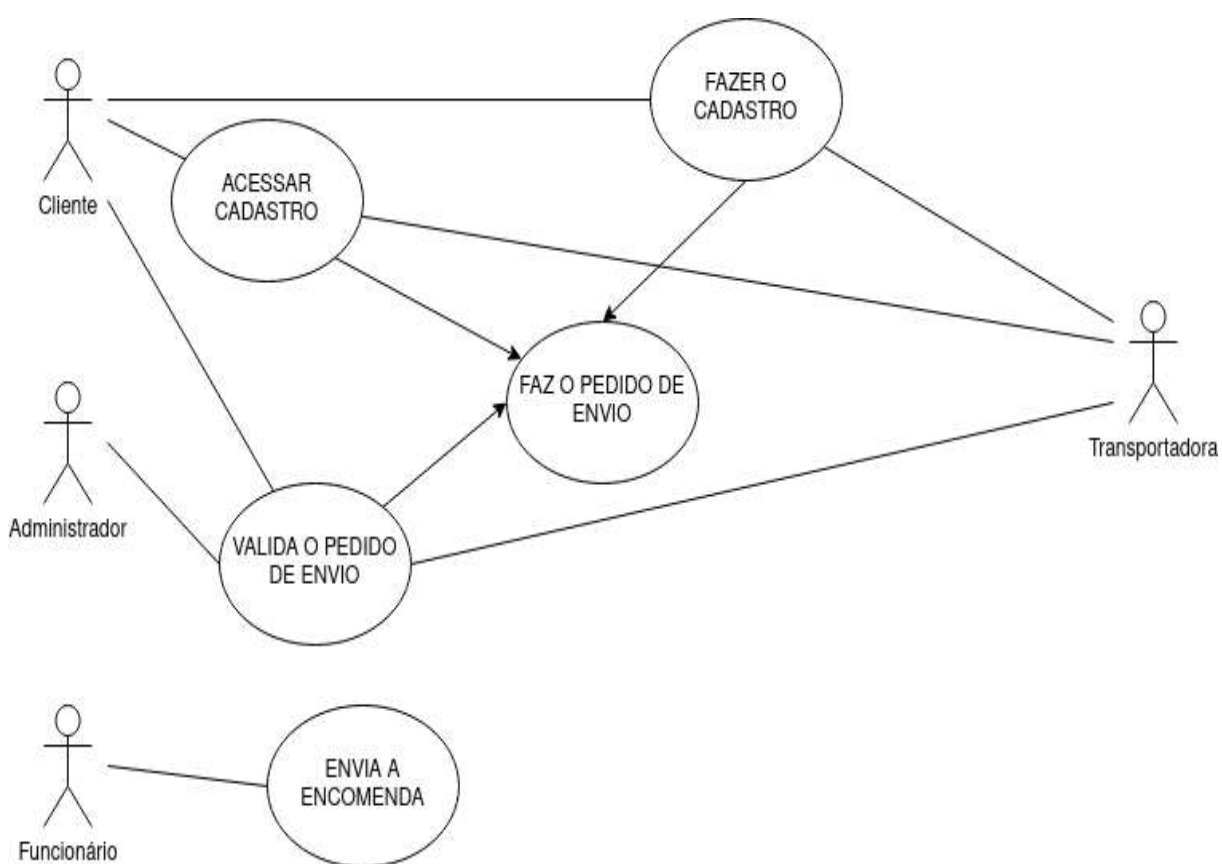 FAZER O
CADASTRO
Cliente
ACESSAR
CADASTRO
FAZ O PEDIDO DE
ENVIO
Transportadora
Administrador
VALIDA O PEDIDO
DE ENVIO
ENVIA A
ENCOMENDA
Funcionário